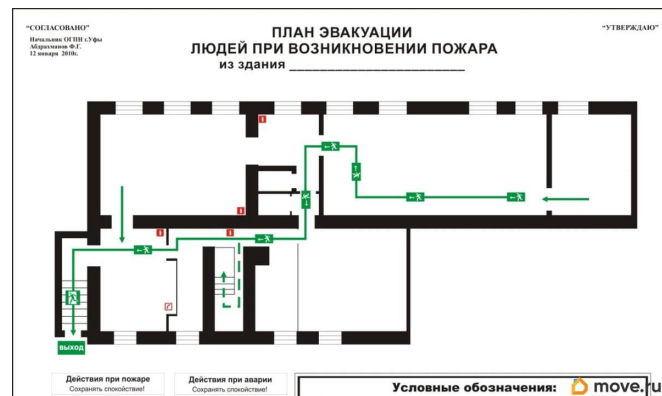 "СОГЛАСОВАНО"
Начальник ОГПН г.Уфы
Абдрахманов Ф.Г.
12 января 2010г.
"УТВЕРЖДАЮ"
ПЛАН ЭВАКУАЦИИ
ЛЮДЕЙ ПРИ ВОЗНИКНОВЕНИИ ПОЖАРА
из здания
ВЫХОД
Действия при пожаре
Сохранять спокойствие!
Действия при аварии
Сохранять спокойствие!
Условные обозначения:
move.ru